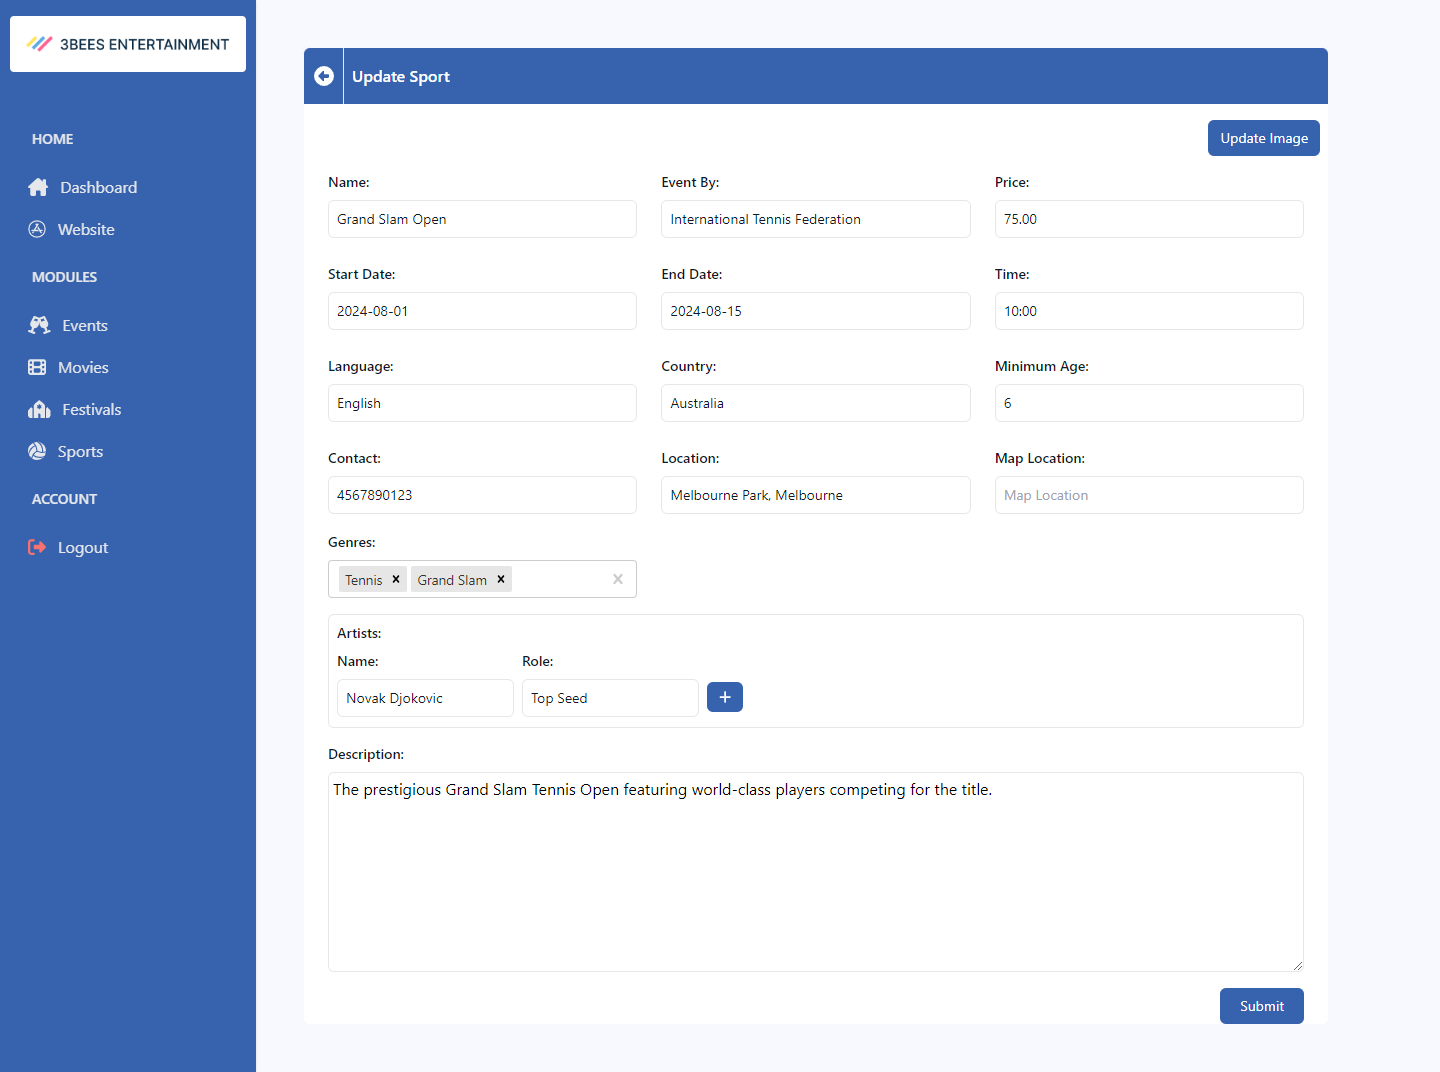 3BEES ENTERTAINMENT
HOME
Dashboard
Website
MODULES
Events
Movies
Festivals
Sports
ACCOUNT
Logout
Update Sport
Update Image
Name: Event By: Price:
Grand Slam Open International Tennis Federation 75.00
Start Date: End Date: Time:
2024-08-01 2024-08-15 10:00
Language: Country: Minimum Age:
English Australia 6
Contact: Location: Map Location:
4567890123 Melbourne Park, Melbourne Map Location
Genres:
Tennis Grand Slam
Artists:
Name: Role:
Novak Djokovic Top Seed
Description:
The prestigious Grand Slam Tennis Open featuring world-class players competing for the title.
Submit